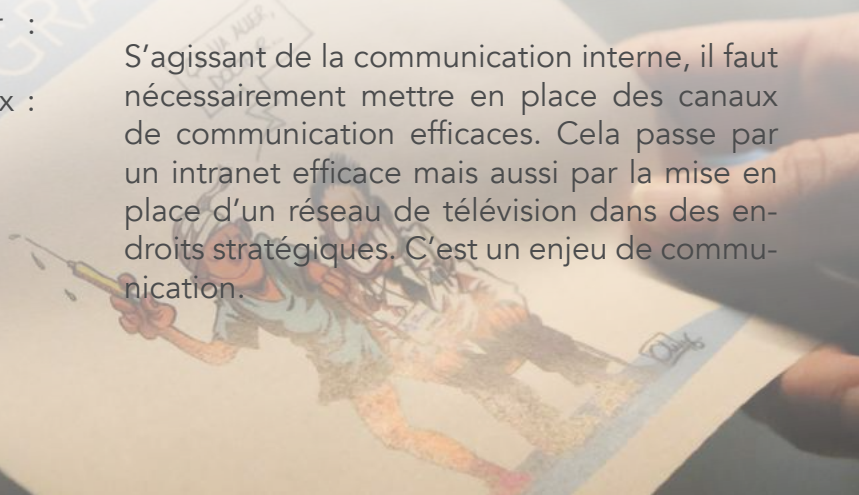 :
x :
S’agissant de la communication interne, il faut
nécessairement mettre en place des canaux
de communication efficaces. Cela passe par
un intranet efficace mais aussi par la mise en
place d’un réseau de télévision dans des en-
droits stratégiques. C’est un enjeu de commu-
nication.